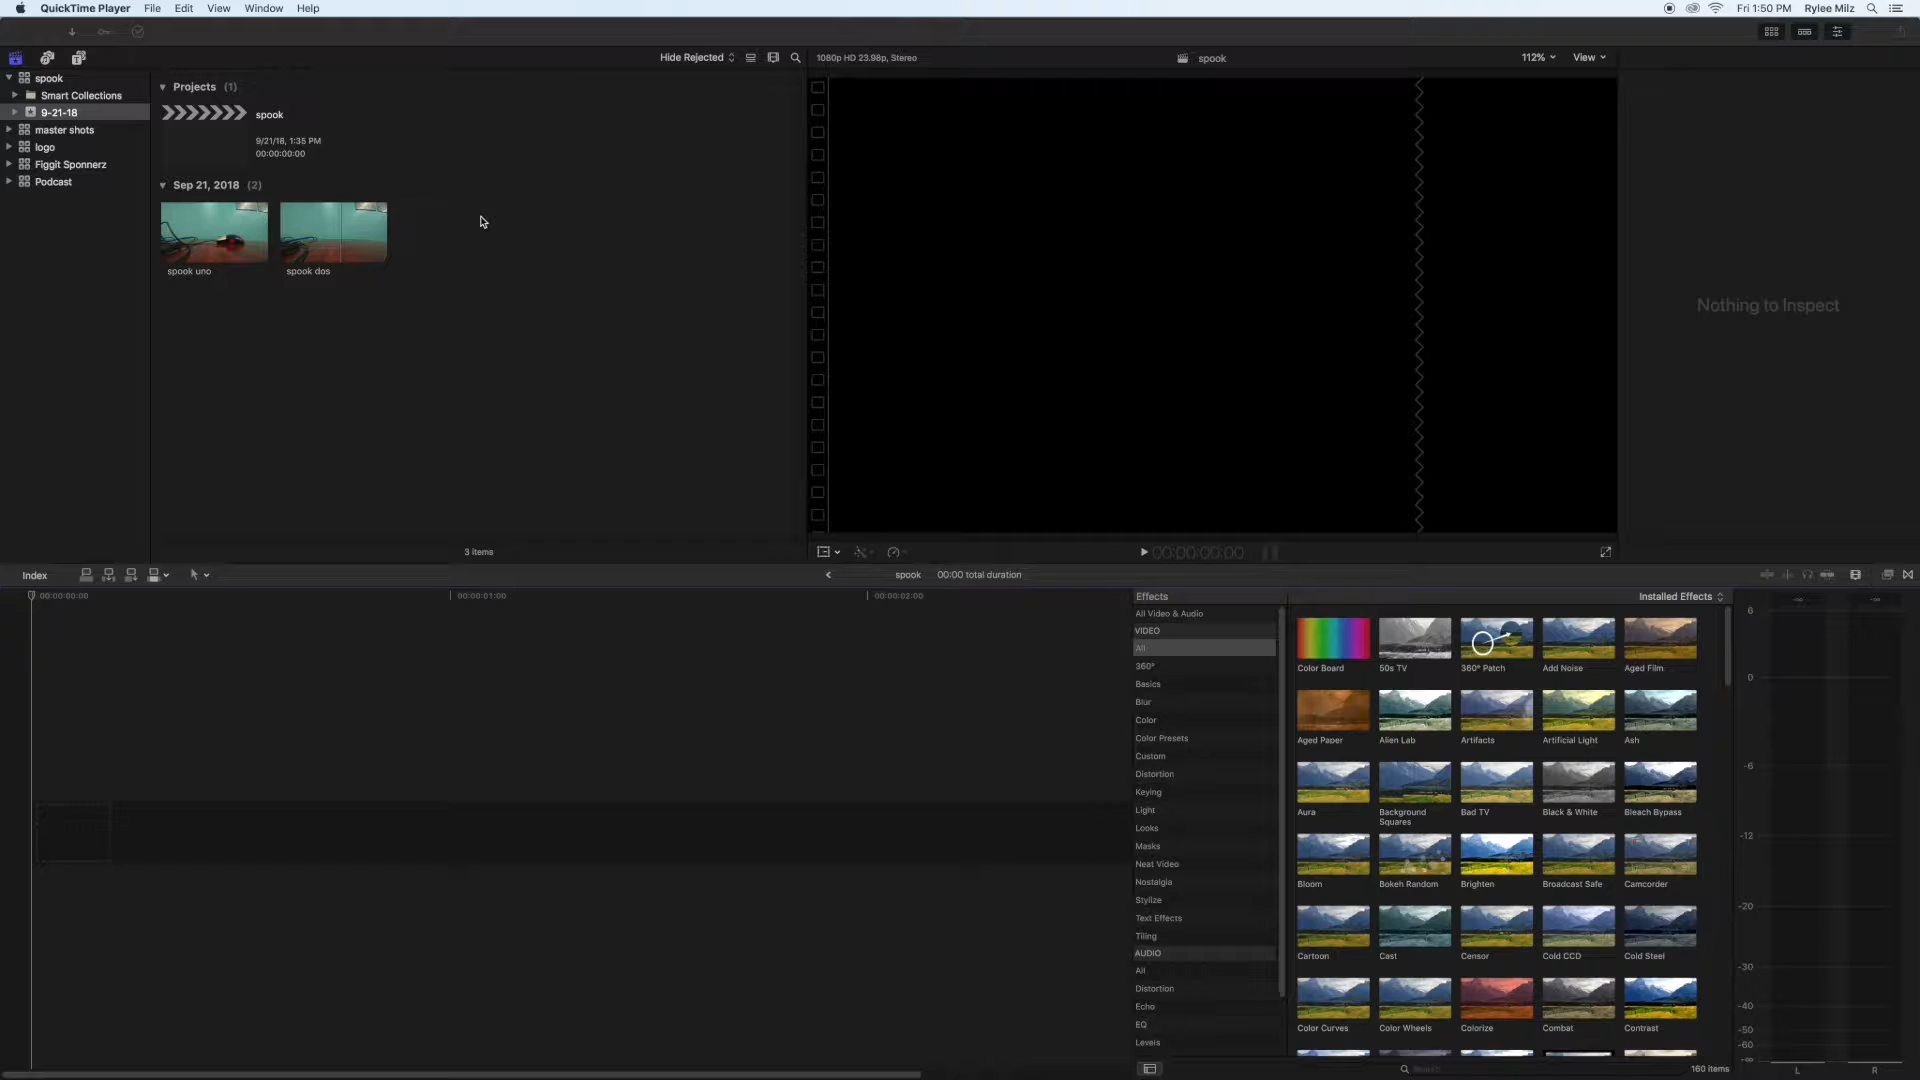 QuickTime Player File Edit View Window Help Fri 1:50 PM Rylee Milz
Hide Rejected 1080p HD 23.98p, Stereo spook 112% View
spook
Smart Collections
9-21-18
master shots
logo
Figgit Sponnerz
Podcast
Projects (1)
spook
9/21/18, 1:35 PM
00:00:00:00
Sep 21, 2018 (2)
spook uno spook dos
Nothing to Inspect
3 items
00:00:00:00
Index spook 00:00 total duration
00:00:00:00 00:00:01:00 00:00:02:00
Effects Installed Effects
All Video & Audio
VIDEO
All
360°
Basics
Blur
Color
Color Presets
Custom
Distortion
Keying
Light
Looks
Masks
Neat Video
Nostalgia
Stylize
Text Effects
Tiling
AUDIO
All
Distortion
Echo
EQ
Levels
Color Board 50s TV 360° Patch Add Noise Aged Film
Aged Paper Alien Lab Artifacts Artificial Light Ash
Aura Background Squares Bad TV Black & White Bleach Bypass
Bloom Bokeh Random Brighten Broadcast Safe Camcorder
Cartoon Cast Censor Cold CCD Cold Steel
Color Curves Color Wheels Colorize Combat Contrast
Search 160 items
6
0
-6
-12
-20
-30
-40
-50
-60
-∞
L R